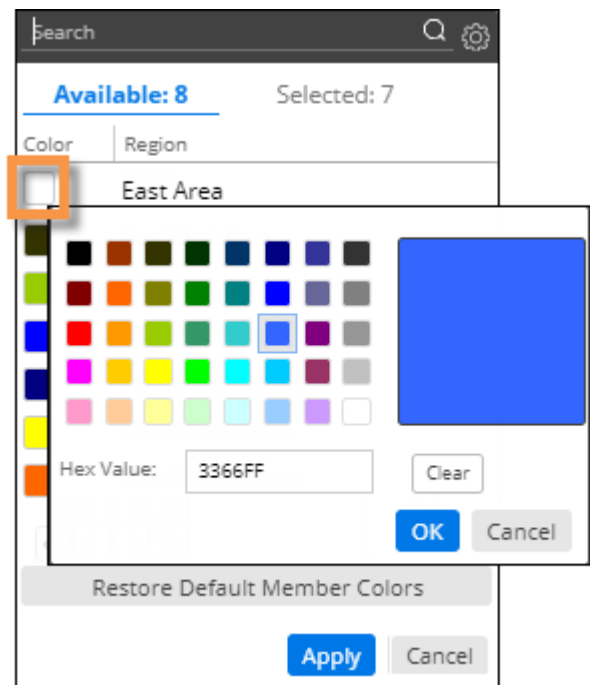 Search
Available: 8 Selected: 7
Color Region
East Area
Hex Value: 3366FF Clear
OK Cancel
Restore Default Member Colors
Apply Cancel